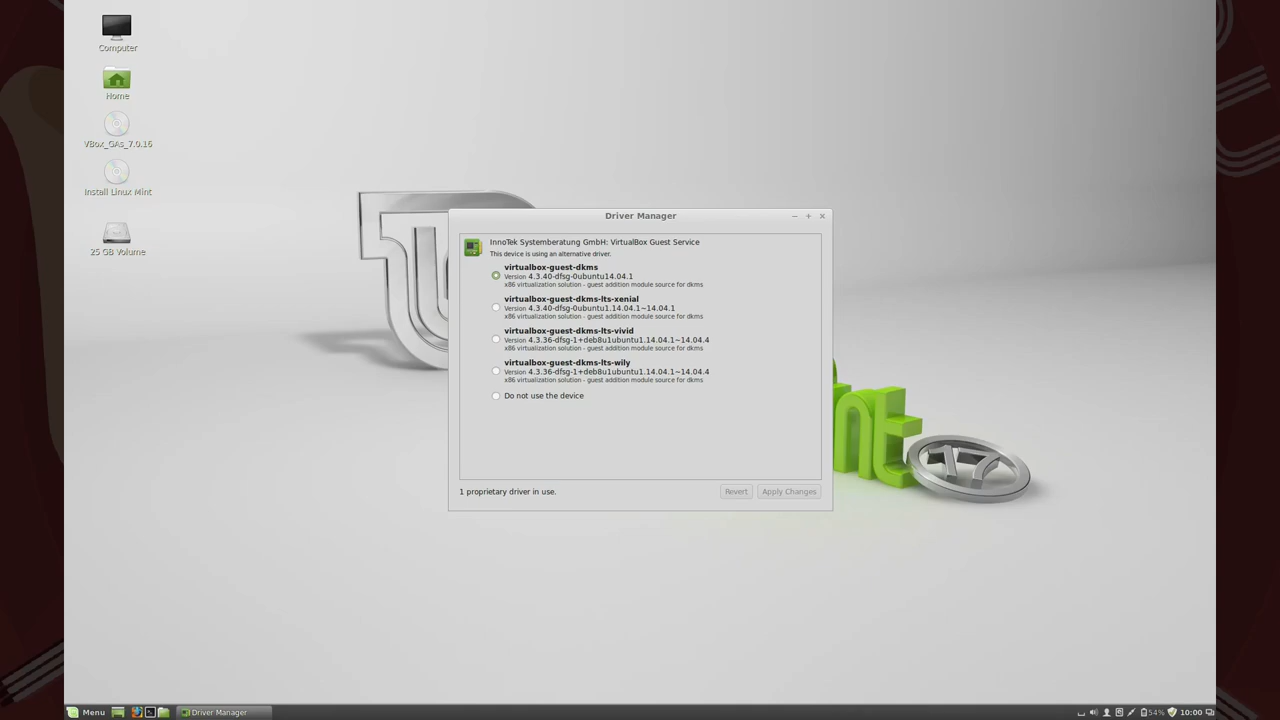 Computer
Home
VBox_GAs_7.0.16
Install Linux Mint
25 GB Volume
Driver Manager
InnoTek Systemberatung GmbH: VirtualBox Guest Service
This device is using an alternative driver.
virtualbox-guest-dkms
Version 4.3.40-dfsg-0ubuntu14.04.1
x86 virtualization solution - guest addition module source for dkms
virtualbox-guest-dkms-lts-xenial
Version 4.3.40-dfsg-0ubuntu1.14.04.1~14.04.1
x86 virtualization solution - guest addition module source for dkms
virtualbox-guest-dkms-lts-vivid
Version 4.3.36-dfsg-1+deb8u1ubuntu1.14.04.1~14.04.4
x86 virtualization solution - guest addition module source for dkms
virtualbox-guest-dkms-lts-wily
Version 4.3.36-dfsg-1+deb8u1ubuntu1.14.04.1~14.04.4
x86 virtualization solution - guest addition module source for dkms
Do not use the device
1 proprietary driver in use.
Revert
Apply Changes
nt
17
Menu
Driver Manager
54%
10:00